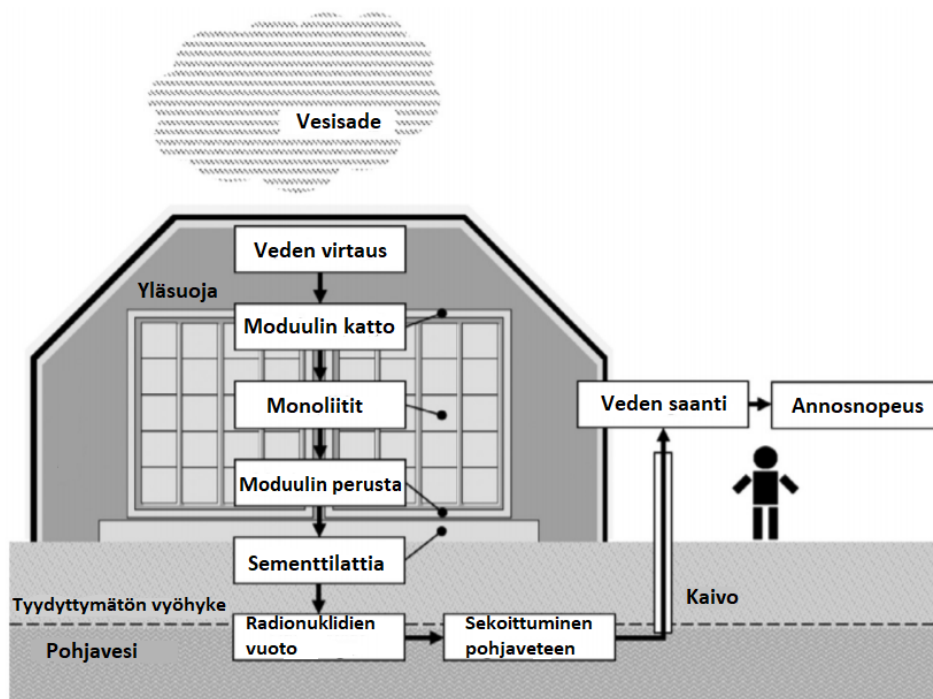 Vesisade
Veden virtaus
Yläsuoja
Moduulin katto
Monoliitit
Veden saanti
Annosnopeus
Moduulin perusta
Sementtilattia
Tyydyttymätön vyöhyke
Kaivo
Radionuklidien
vuoto
Sekoittuminen
pohjaveteen
Pohjavesi